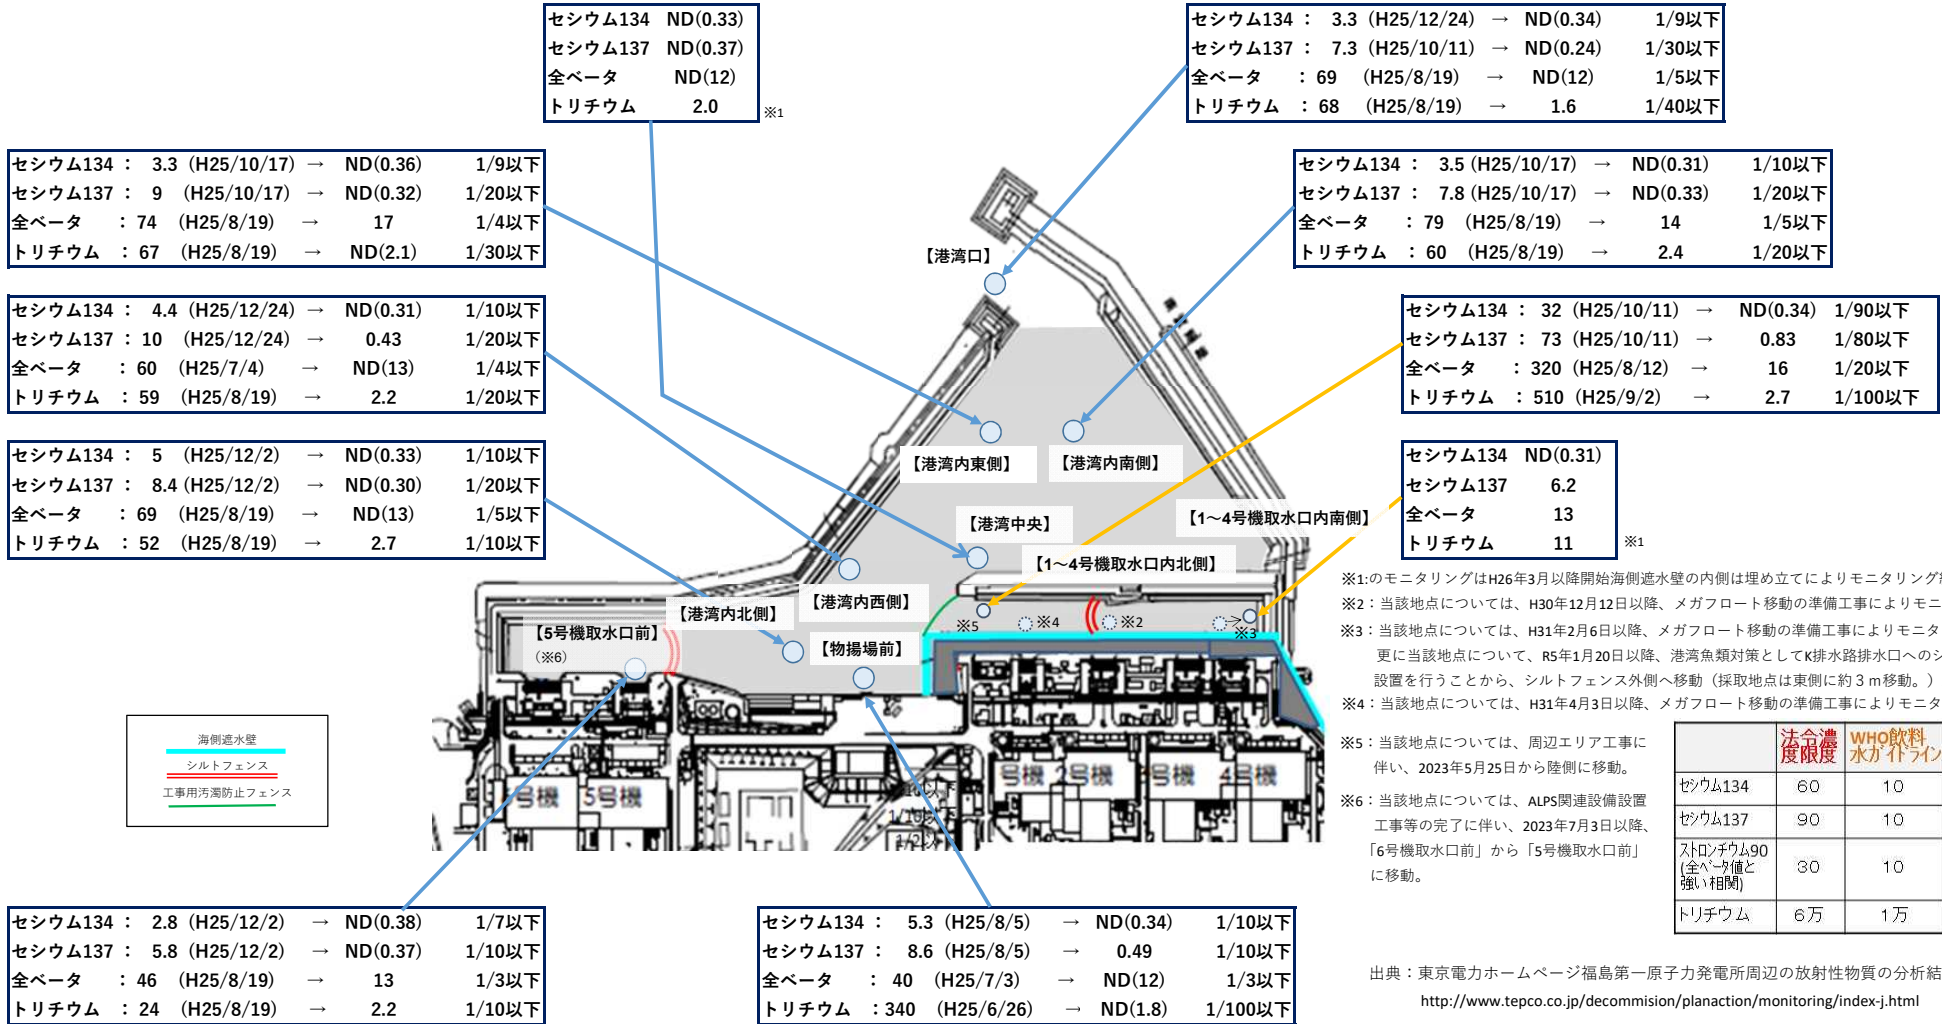 セシウム134 ND(0.33)
セシウム137 ND(0.37)
全ベータ ND(12)
トリチウム 2.0
※1
セシウム134 : 3.3 (H25/12/24) → ND(0.34) 1/9以下
セシウム137 : 7.3 (H25/10/11) → ND(0.24) 1/30以下
全ベータ : 69 (H25/8/19) → ND(12) 1/5以下
トリチウム : 68 (H25/8/19) → 1.6 1/40以下
セシウム134 : 3.3 (H25/10/17) → ND(0.36) 1/9以下
セシウム137 : 9 (H25/10/17) → ND(0.32) 1/20以下
全ベータ : 74 (H25/8/19) → 17 1/4以下
トリチウム : 67 (H25/8/19) → ND(2.1) 1/30以下
セシウム134 : 3.5 (H25/10/17) → ND(0.31) 1/10以下
セシウム137 : 7.8 (H25/10/17) → ND(0.33) 1/20以下
全ベータ : 79 (H25/8/19) → 14 1/5以下
トリチウム : 60 (H25/8/19) → 2.4 1/20以下
セシウム134 : 4.4 (H25/12/24) → ND(0.31) 1/10以下
セシウム137 : 10 (H25/12/24) → 0.43 1/20以下
全ベータ : 60 (H25/7/4) → ND(13) 1/4以下
トリチウム : 59 (H25/8/19) → 2.2 1/20以下
セシウム134 : 32 (H25/10/11) → ND(0.34) 1/90以下
セシウム137 : 73 (H25/10/11) → 0.83 1/80以下
全ベータ : 320 (H25/8/12) → 16 1/20以下
トリチウム : 510 (H25/9/2) → 2.7 1/100以下
セシウム134 : 5 (H25/12/2) → ND(0.33) 1/10以下
セシウム137 : 8.4 (H25/12/2) → ND(0.30) 1/20以下
全ベータ : 69 (H25/8/19) → ND(13) 1/5以下
トリチウム : 52 (H25/8/19) → 2.7 1/10以下
セシウム134 ND(0.31)
セシウム137 6.2
全ベータ 13
トリチウム 11
※1
【港湾口】
【港湾内東側】
【港湾内南側】
【港湾中央】
【1～4号機取水口内南側】
【1～4号機取水口内北側】
【港湾内西側】
【港湾内北側】
【5号機取水口前】
(※6)
【物揚場前】
※5
※4
※2
※3
号機 5号機
号機 2号機 号機 4号機
海側遮水壁
シルトフェンス
工事用汚濁防止フェンス
※1:のモニタリングはH26年3月以降開始海側遮水壁の内側は埋め立てによりモニタリング
※2：当該地点については、H30年12月12日以降、メガフロート移動の準備工事によりモニ
※3：当該地点については、H31年2月6日以降、メガフロート移動の準備工事によりモニタ
更に当該地点について、R5年1月20日以降、港湾魚類対策としてK排水路排水口へのシ
設置を行うことから、シルトフェンス外側へ移動（採取地点は東側に約３ｍ移動。）
※4：当該地点については、H31年4月3日以降、メガフロート移動の準備工事によりモニタ
※5：当該地点については、周辺エリア工事に
伴い、2023年5月25日から陸側に移動。
※6：当該地点については、ALPS関連設備設置
工事等の完了に伴い、2023年7月3日以降、
「6号機取水口前」から「5号機取水口前」
に移動。
法令濃度限度 WHO飲料水ガイドライン
セシウム134 60 10
セシウム137 90 10
ストロンチウム90
(全ベータ値と
強い相関) 30 10
トリチウム 6万 1万
セシウム134 : 2.8 (H25/12/2) → ND(0.38) 1/7以下
セシウム137 : 5.8 (H25/12/2) → ND(0.37) 1/10以下
全ベータ : 46 (H25/8/19) → 13 1/3以下
トリチウム : 24 (H25/8/19) → 2.2 1/10以下
セシウム134 : 5.3 (H25/8/5) → ND(0.34) 1/10以下
セシウム137 : 8.6 (H25/8/5) → 0.49 1/10以下
全ベータ : 40 (H25/7/3) → ND(12) 1/3以下
トリチウム : 340 (H25/6/26) → ND(1.8) 1/100以下
出典：東京電力ホームページ福島第一原子力発電所周辺の放射性物質の分析結
http://www.tepco.co.jp/decommision/planaction/monitoring/index-j.html